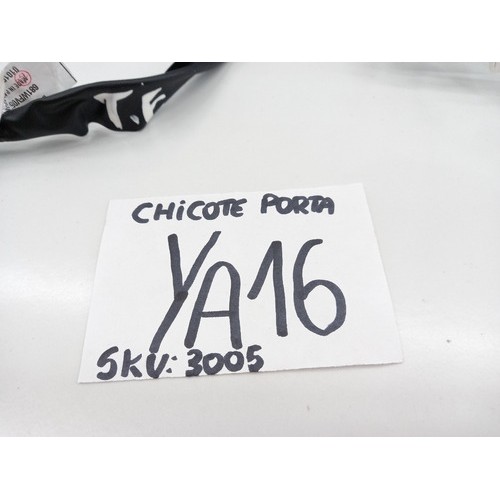 T.E
CHiCOTE PORTA
YA16
SKU: 3005